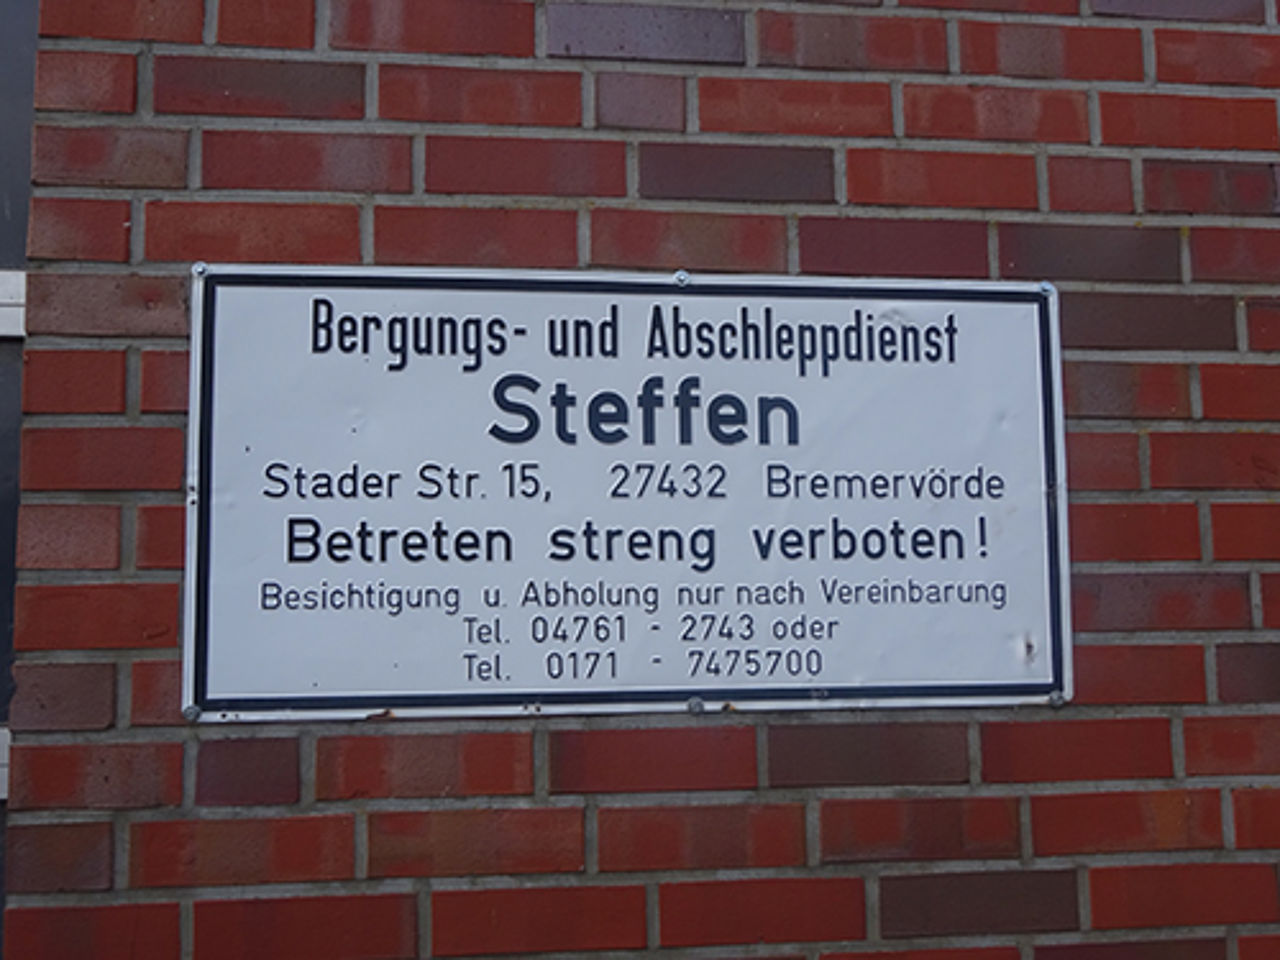 Bergungs- und Abschleppdienst
Steffen
Stader Str. 15, 27432 Bremervörde
Betreten streng verboten!
Besichtigung u. Abholung nur nach Vereinbarung
Tel. 04761 - 2743 oder
Tel. 0171 - 7475700